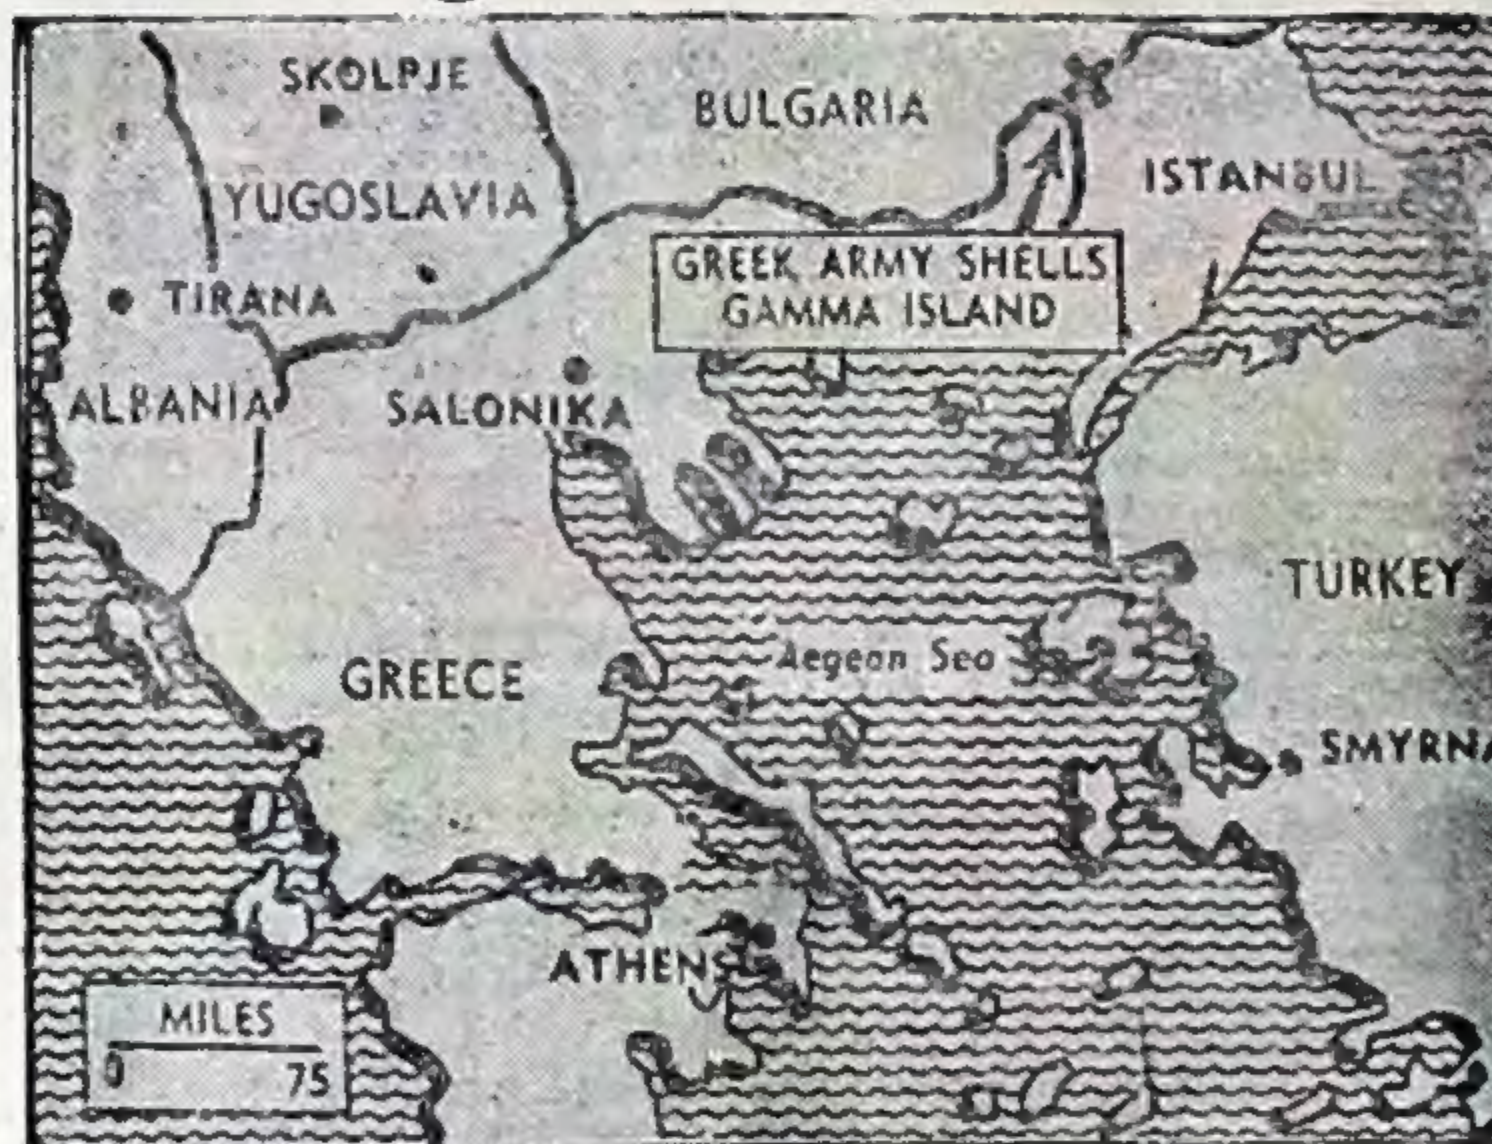 SKOLPJE
BULGARIA
ISTANBUL
YUGOSLAVIA
GREEK ARMY SHELLS
GAMMA ISLAND
TIRANA
ALBANIA
SALONIKA
TURKEY
Aegean Sea
GREECE
SMYRNA
ATHENS
MILES
0 75